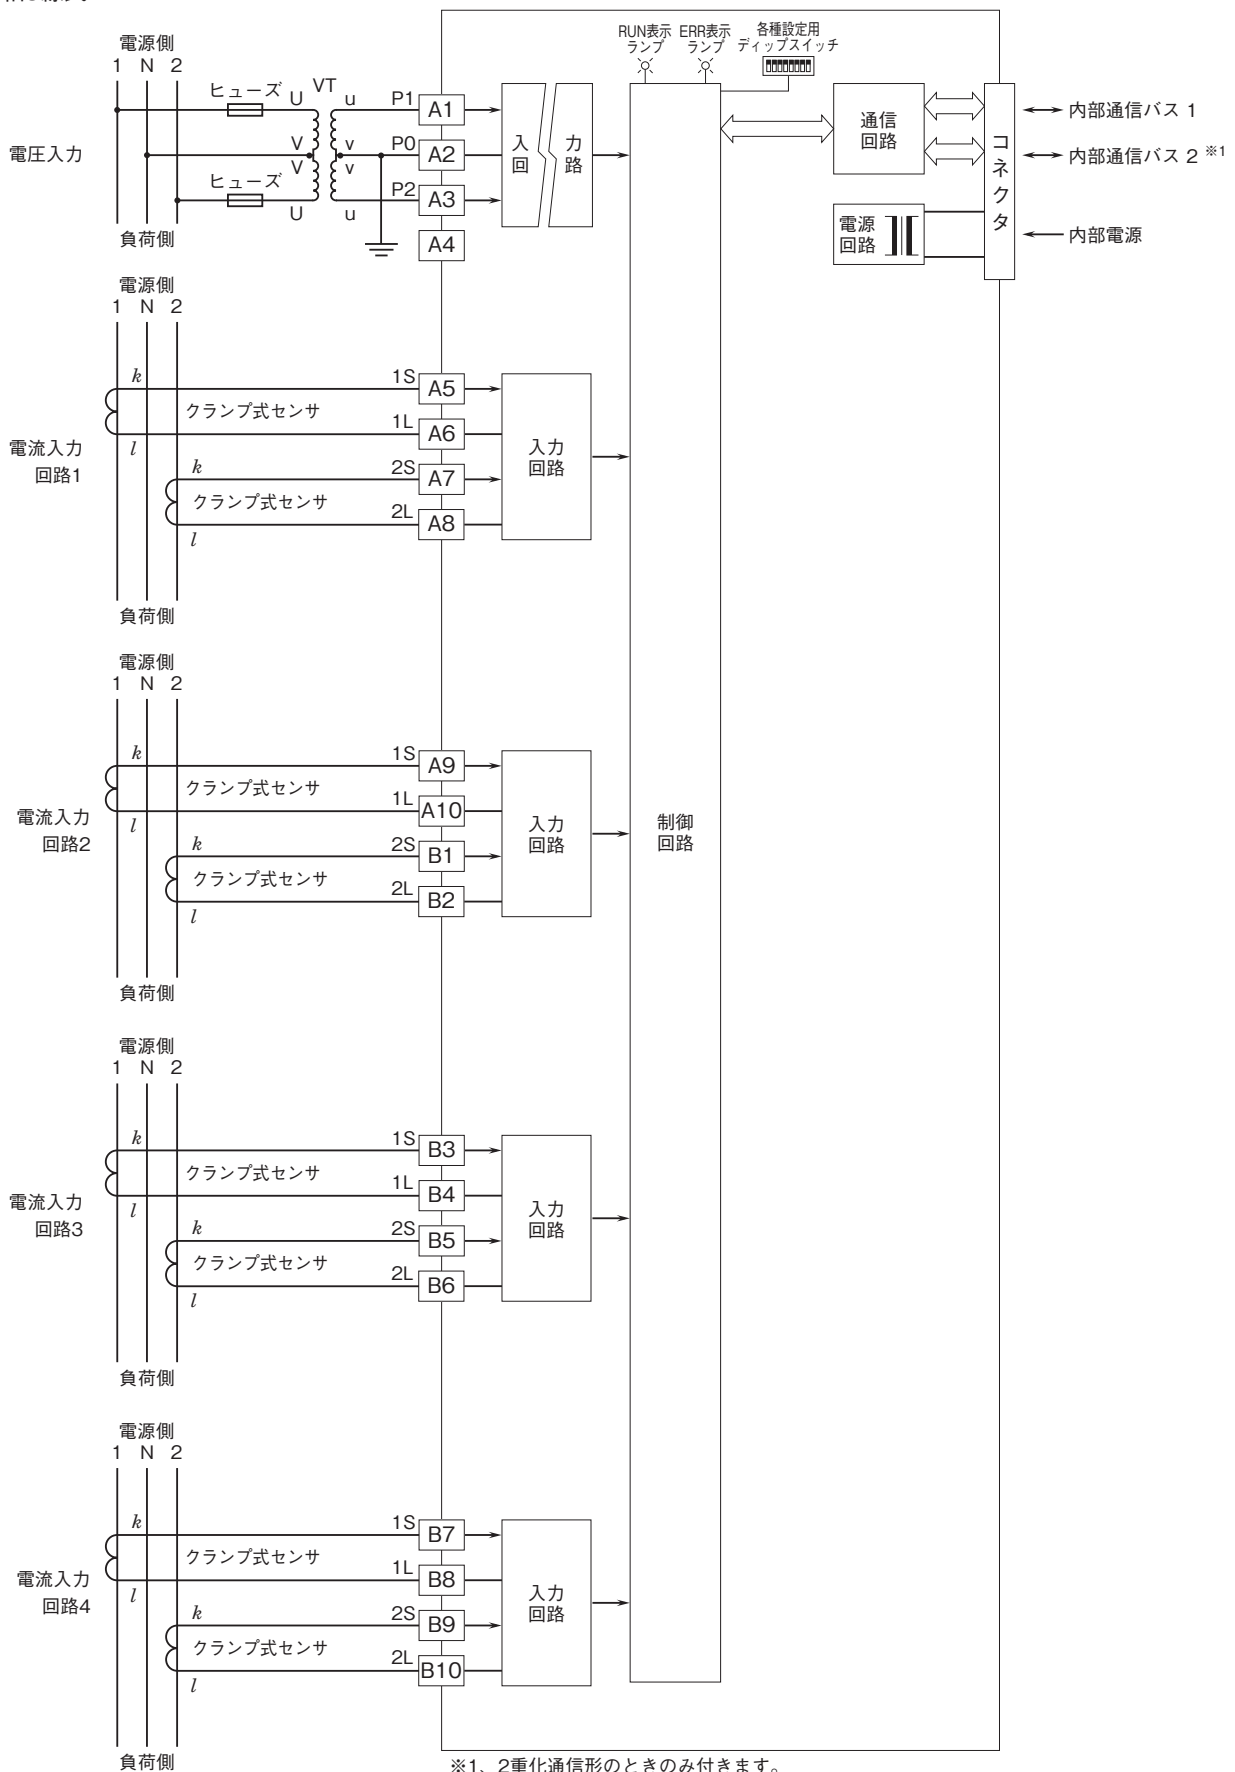 RUN表示
ランプ
ERR表示
ランプ
各種設定用
ディップスイッチ
電源側
1 N 2
ヒューズ
U
VT
u
P1
A1
電圧入力
V
v
P0
A2
V
v
ヒューズ
U
u
P2
A3
A4
負荷側
入力
回路
通信
回路
コネクタ
内部通信バス 1
内部通信バス 2 ※1
電源
回路
内部電源
電源側
1 N 2
k
クランプ式センサ
l
1S
A5
1L
A6
電流入力
回路1
k
クランプ式センサ
l
2S
A7
2L
A8
入力
回路
負荷側
電源側
1 N 2
k
クランプ式センサ
l
1S
A9
1L
A10
電流入力
回路2
k
クランプ式センサ
l
2S
B1
2L
B2
入力
回路
制御
回路
負荷側
電源側
1 N 2
k
クランプ式センサ
l
1S
B3
1L
B4
電流入力
回路3
k
クランプ式センサ
l
2S
B5
2L
B6
入力
回路
負荷側
電源側
1 N 2
k
クランプ式センサ
l
1S
B7
1L
B8
電流入力
回路4
k
クランプ式センサ
l
2S
B9
2L
B10
入力
回路
負荷側
※1、2重化通信形のときのみ付きます。